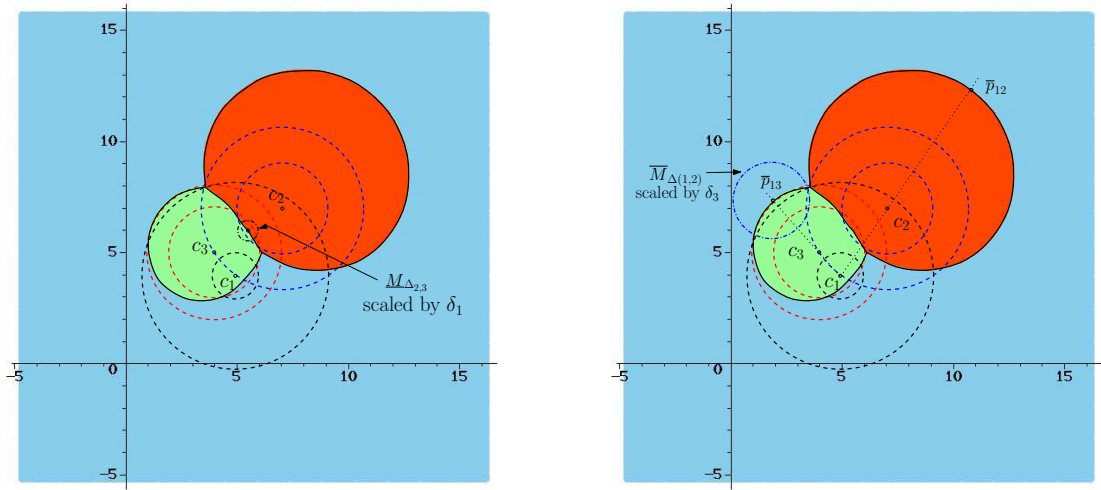 15
10
5
0
−5
−5
5
10
15
c₂
c₃
c₁
M_Δ₂,₃
scaled by δ₁
15
10
5
0
−5
−5
5
10
15
p̅₁₂
M̅_Δ(1,2)
scaled by δ₃
p̅₁₃
c₂
c₃
c₁